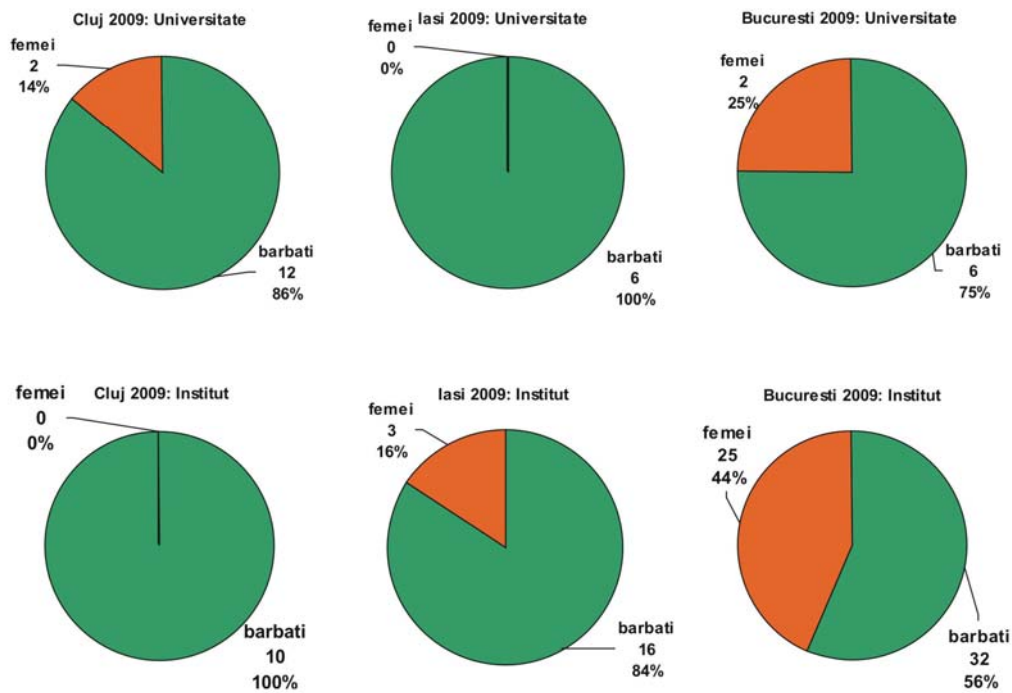 Cluj 2009: Universitate
femei
2
14%
barbati
12
86%
Iasi 2009: Universitate
femei
0
0%
barbati
6
100%
Bucuresti 2009: Universitate
femei
2
25%
barbati
6
75%
Cluj 2009: Institut
femei
0
0%
barbati
10
100%
Iasi 2009: Institut
femei
3
16%
barbati
16
84%
Bucuresti 2009: Institut
femei
25
44%
barbati
32
56%